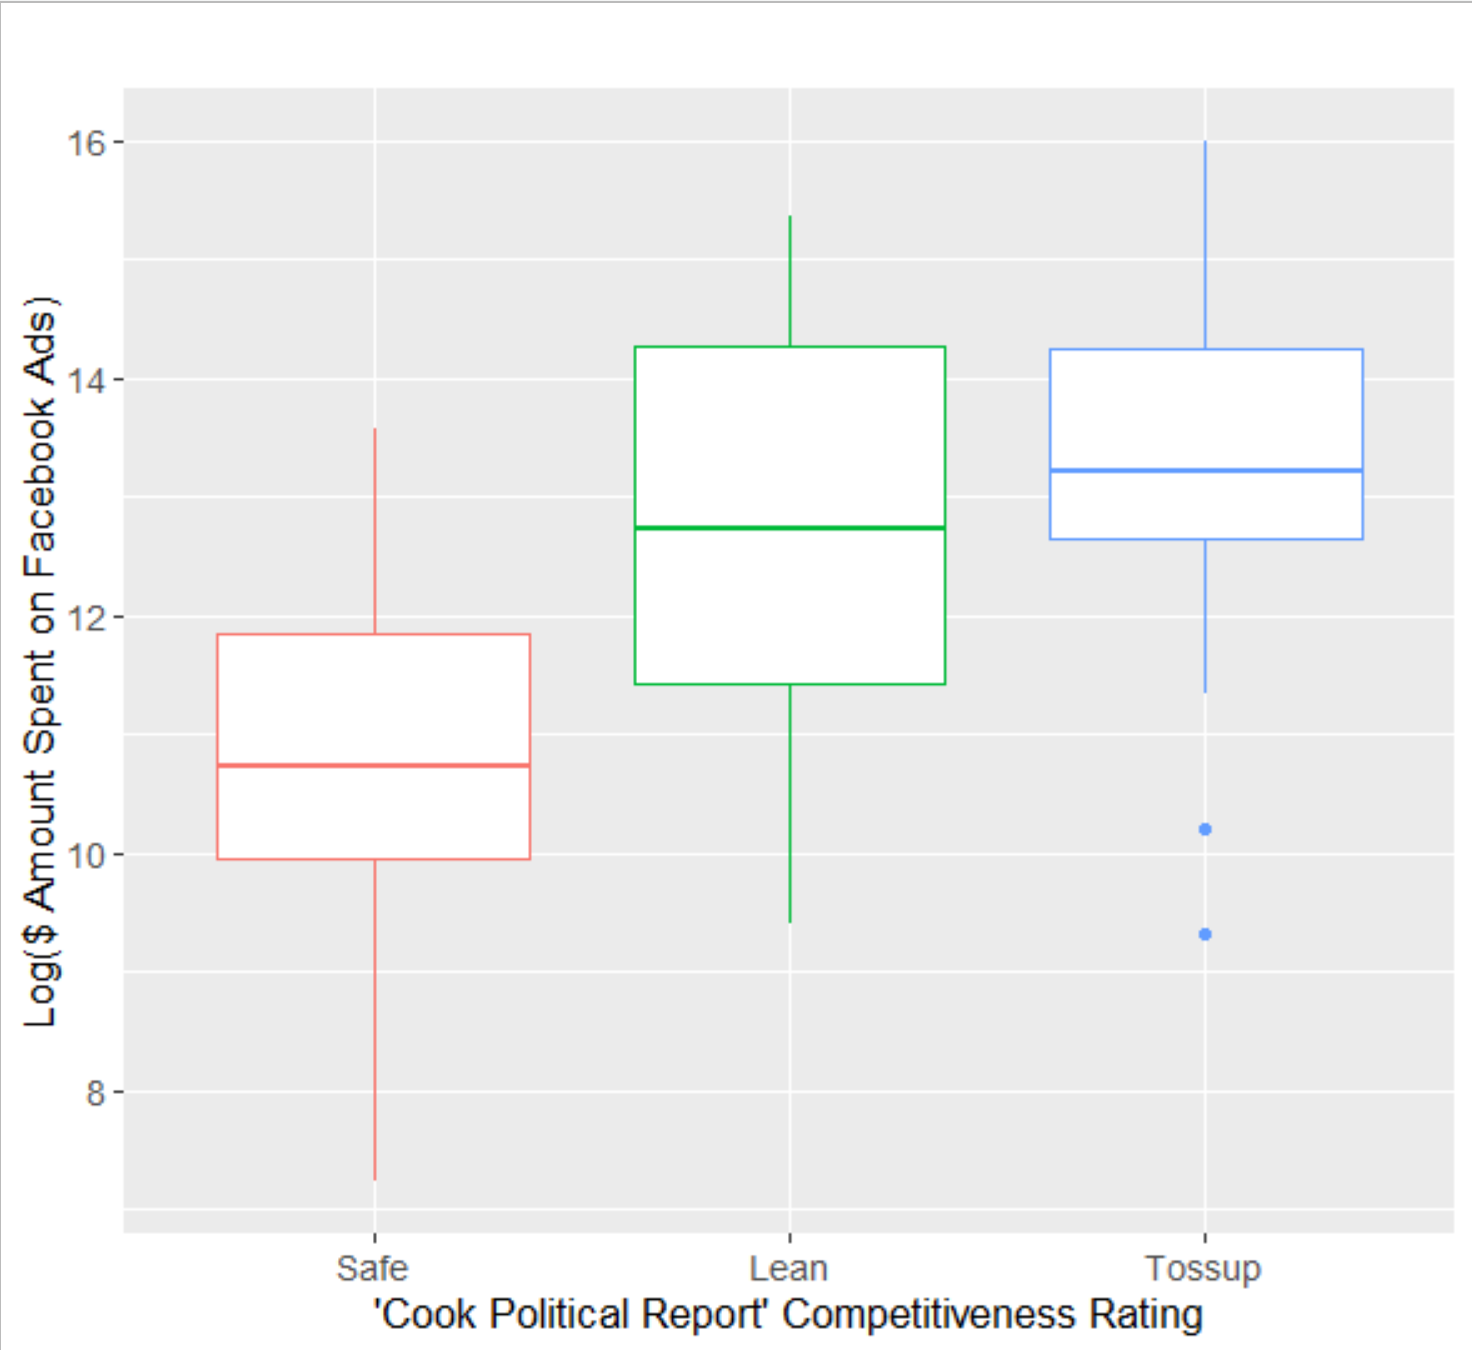 Log($ Amount Spent on Facebook Ads)
16
14
12
10
8
Safe Lean Tossup
'Cook Political Report' Competitiveness Rating